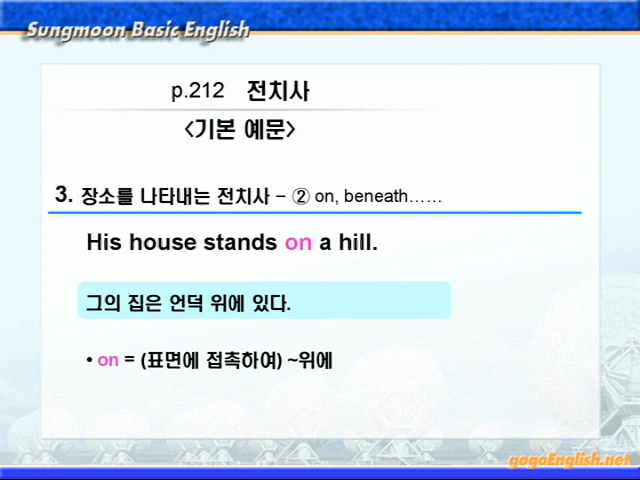 Sungmoon Basic English
p.212 전치사
<기본 예문>
3. 장소를 나타내는 전치사 – ② on, beneath……
His house stands on a hill.
그의 집은 언덕 위에 있다.
• on = (표면에 접촉하여) ~위에
gogoEnglish.net